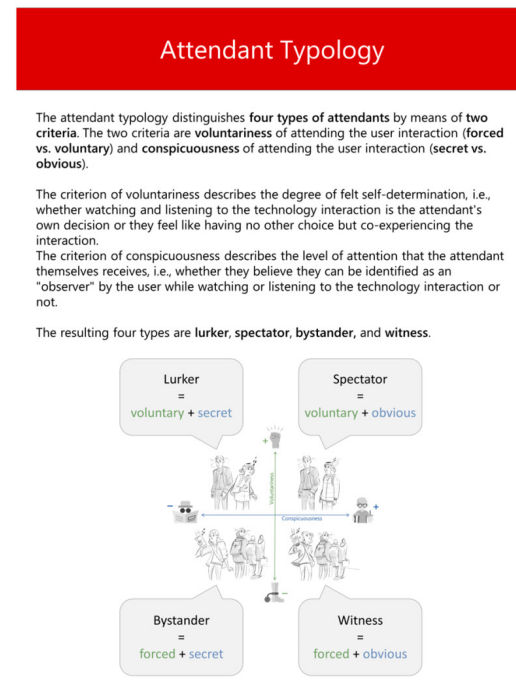 Attendant Typology
The attendant typology distinguishes four types of attendants by means of two
criteria. The two criteria are voluntariness of attending the user interaction (forced
vs. voluntary) and conspicuousness of attending the user interaction (secret vs.
obvious).
The criterion of voluntariness describes the degree of felt self-determination, i.e.,
whether watching and listening to the technology interaction is the attendant's
own decision or they feel like having no other choice but co-experiencing the
interaction.
The criterion of conspicuousness describes the level of attention that the attendant
themselves receives, i.e., whether they believe they can be identified as an
"observer" by the user while watching or listening to the technology interaction or
not.
The resulting four types are lurker, spectator, bystander, and witness.
Lurker
=
voluntary + secret
Spectator
=
voluntary + obvious
+
Voluntariness
–
Conspicuousness
+
–
Bystander
=
forced + secret
Witness
=
forced + obvious